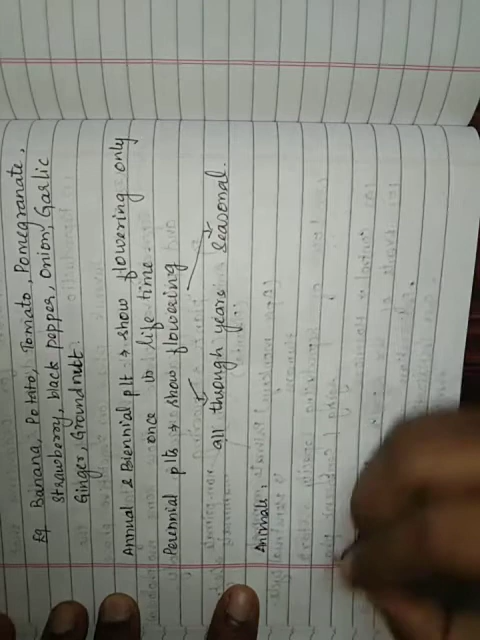 Eg Banana, Potato, Tomato, Pomegranate,
Strawberry, black pepper, onion, Garlic
Ginger, Groundnut.
Annual & Biennial plt → show flowering only
once in life time.
Perennial plts → show flowering
all through years seasonal.
Animals,